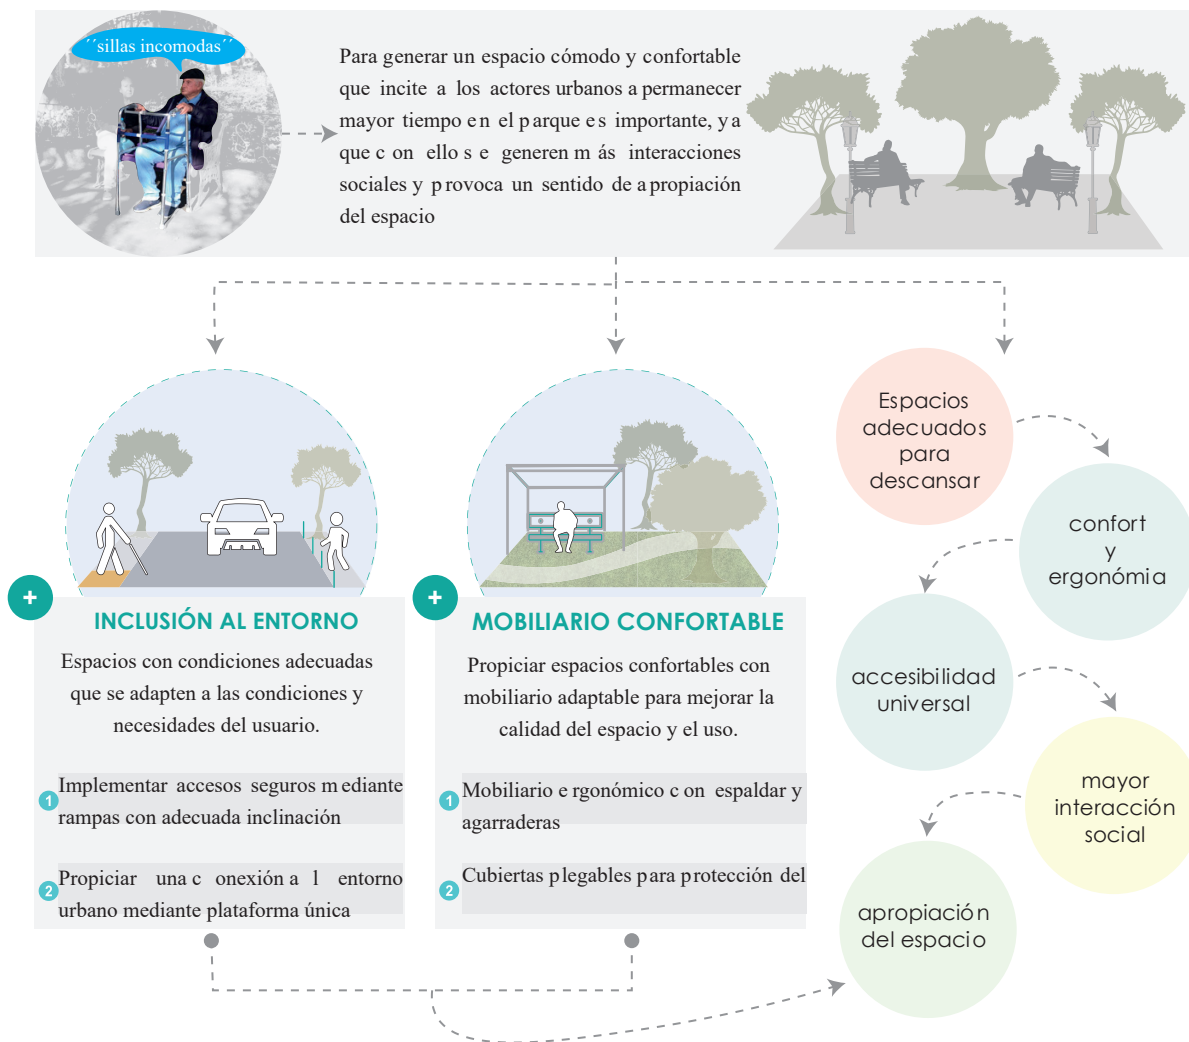 ´´sillas incomodas´´
Para generar un espacio cómodo y confortable
que incite a los actores urbanos a permanecer
mayor tiempo en el parque es importante, ya
que con ello se generen más interacciones
sociales y provoca un sentido de apropiación
del espacio
INCLUSIÓN AL ENTORNO
Espacios con condiciones adecuadas
que se adapten a las condiciones y
necesidades del usuario.
1 Implementar accesos seguros mediante
rampas con adecuada inclinación
2 Propiciar una conexión al entorno
urbano mediante plataforma única
MOBILIARIO CONFORTABLE
Propiciar espacios confortables con
mobiliario adaptable para mejorar la
calidad del espacio y el uso.
1 Mobiliario ergonómico con espaldar y
agarraderas
2 Cubiertas plegables para protección del
Espacios
adecuados
para
descansar
confort
y
ergonómia
accesibilidad
universal
mayor
interacción
social
apropiación
del espacio
+
+